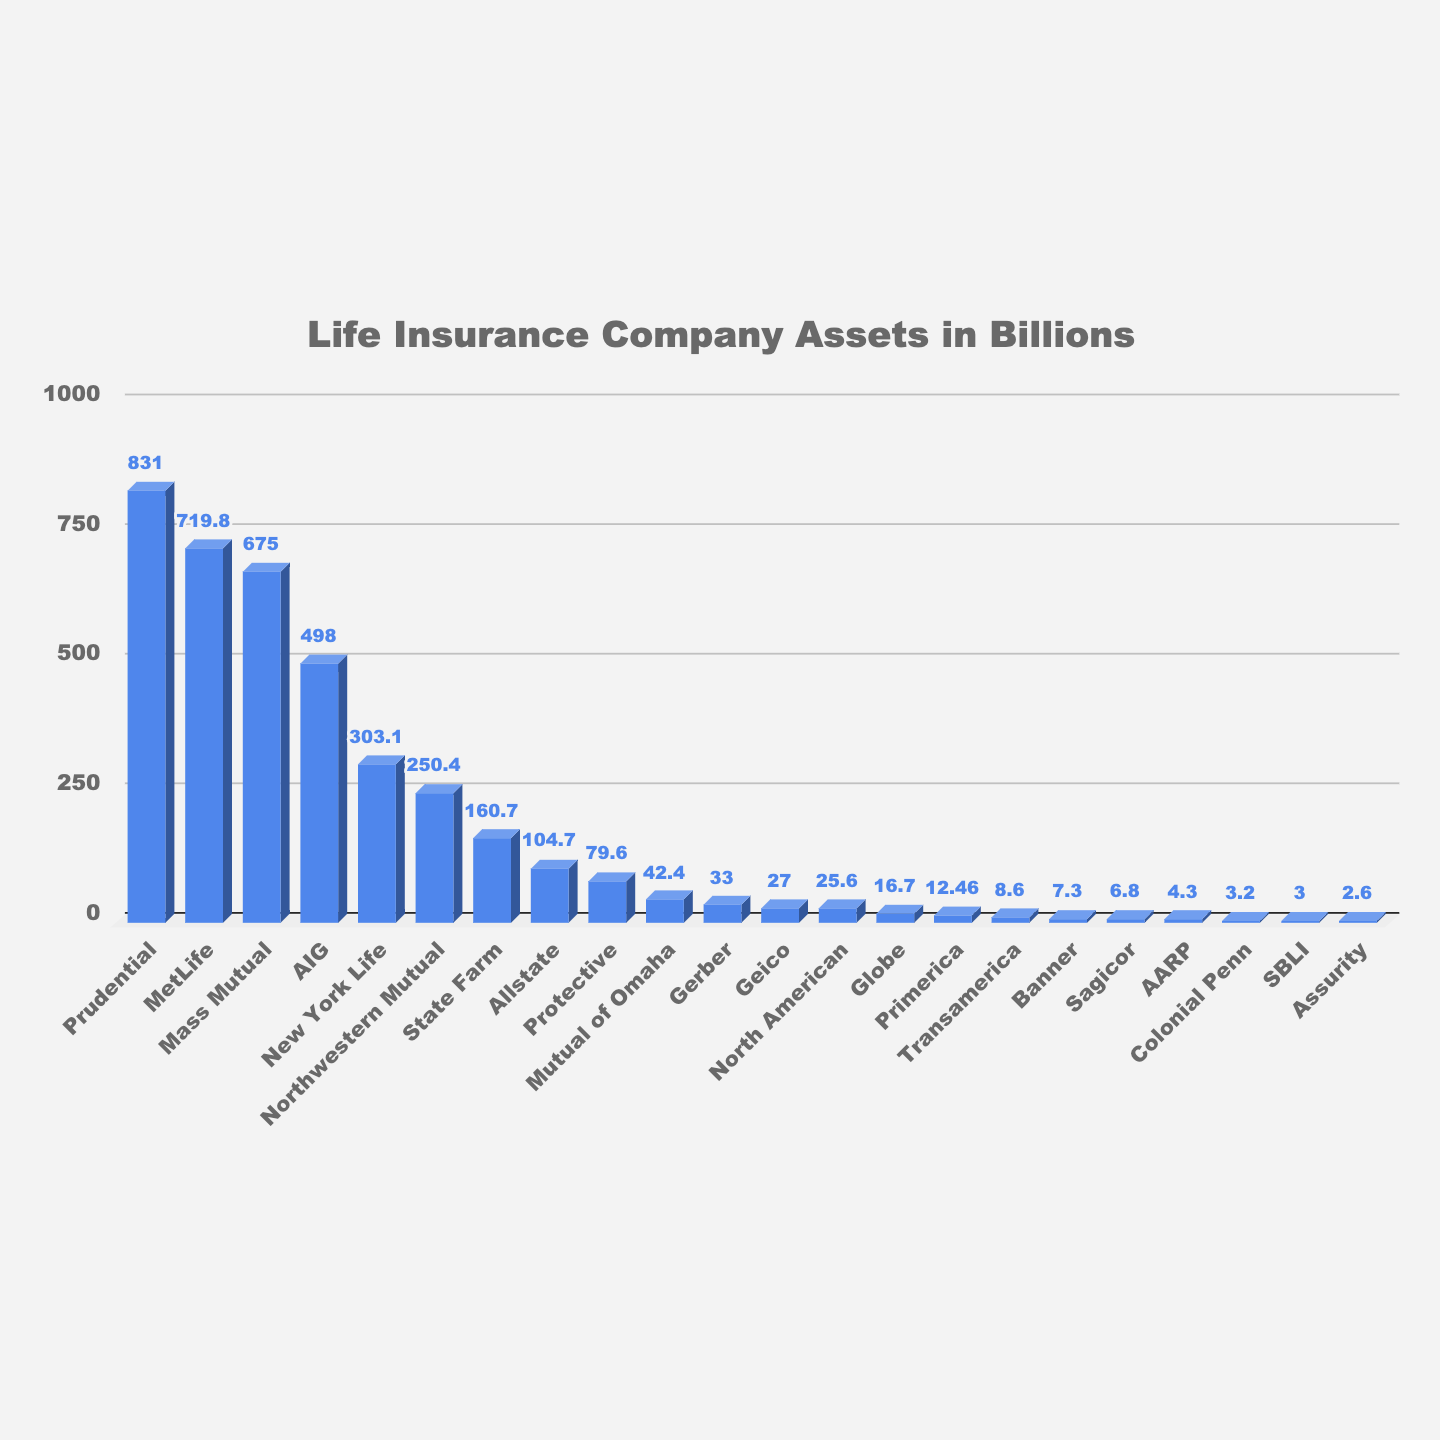 Life Insurance Company Assets in Billions
1000
750
500
250
0
831
719.8
675
498
303.1
250.4
160.7
104.7
79.6
42.4
33
27
25.6
16.7
12.46
8.6
7.3
6.8
4.3
3.2
3
2.6
Prudential
MetLife
Mass Mutual
AIG
New York Life
Northwestern Mutual
State Farm
Allstate
Protective
Mutual of Omaha
Gerber
Geico
North American
Globe
Primerica
Transamerica
Banner
Sagicor
AARP
Colonial Penn
SBLI
Assurity